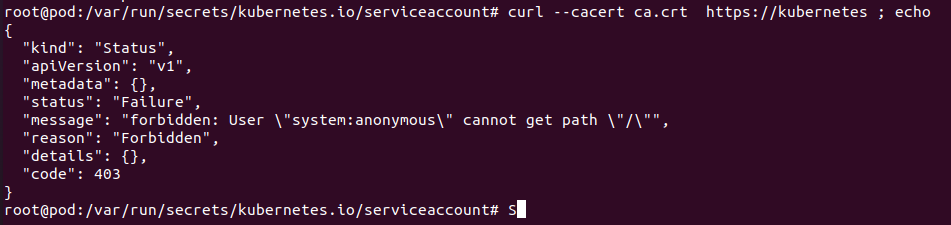 root@pod:/var/run/secrets/kubernetes.io/serviceaccount# curl --cacert ca.crt  https://kubernetes ; echo
{
  "kind": "Status",
  "apiVersion": "v1",
  "metadata": {},
  "status": "Failure",
  "message": "forbidden: User \"system:anonymous\" cannot get path \"/\"",
  "reason": "Forbidden",
  "details": {},
  "code": 403
}
root@pod:/var/run/secrets/kubernetes.io/serviceaccount# S